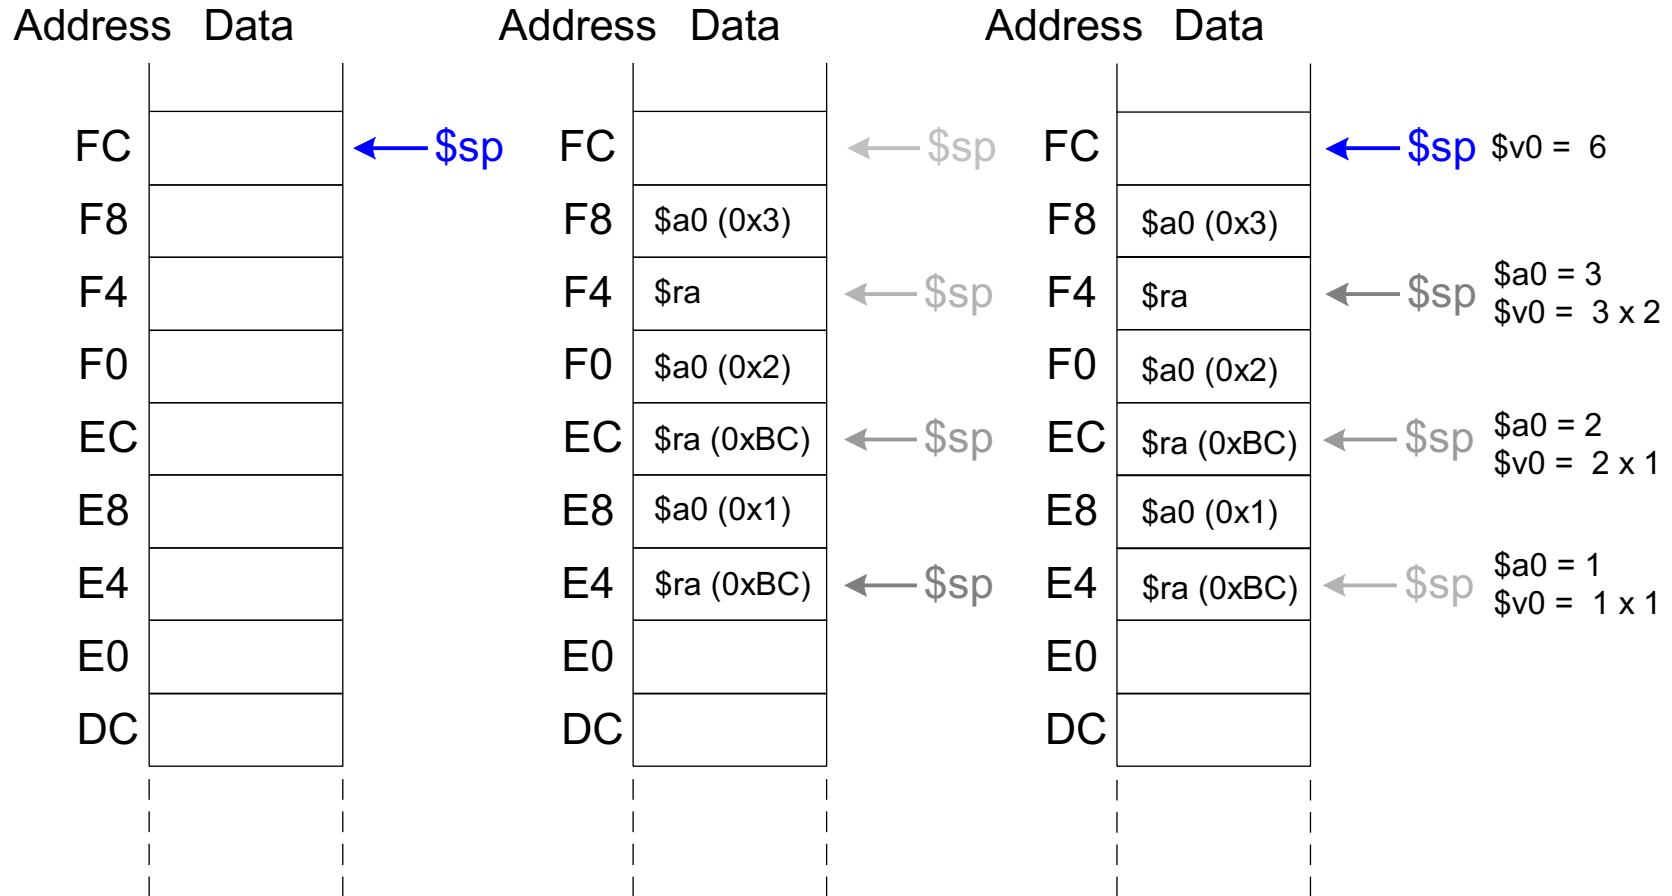 Address Data Address Data Address Data
FC $sp FC $sp FC $sp $v0 = 6
F8 F8 $a0 (0x3) F8 $a0 (0x3)
F4 F4 $ra $sp F4 $ra $sp $a0 = 3
$v0 = 3 x 2
F0 F0 $a0 (0x2) F0 $a0 (0x2)
EC EC $ra (0xBC) $sp EC $ra (0xBC) $sp $a0 = 2
$v0 = 2 x 1
E8 E8 $a0 (0x1) E8 $a0 (0x1)
E4 E4 $ra (0xBC) $sp E4 $ra (0xBC) $sp $a0 = 1
$v0 = 1 x 1
E0 E0 E0
DC DC DC